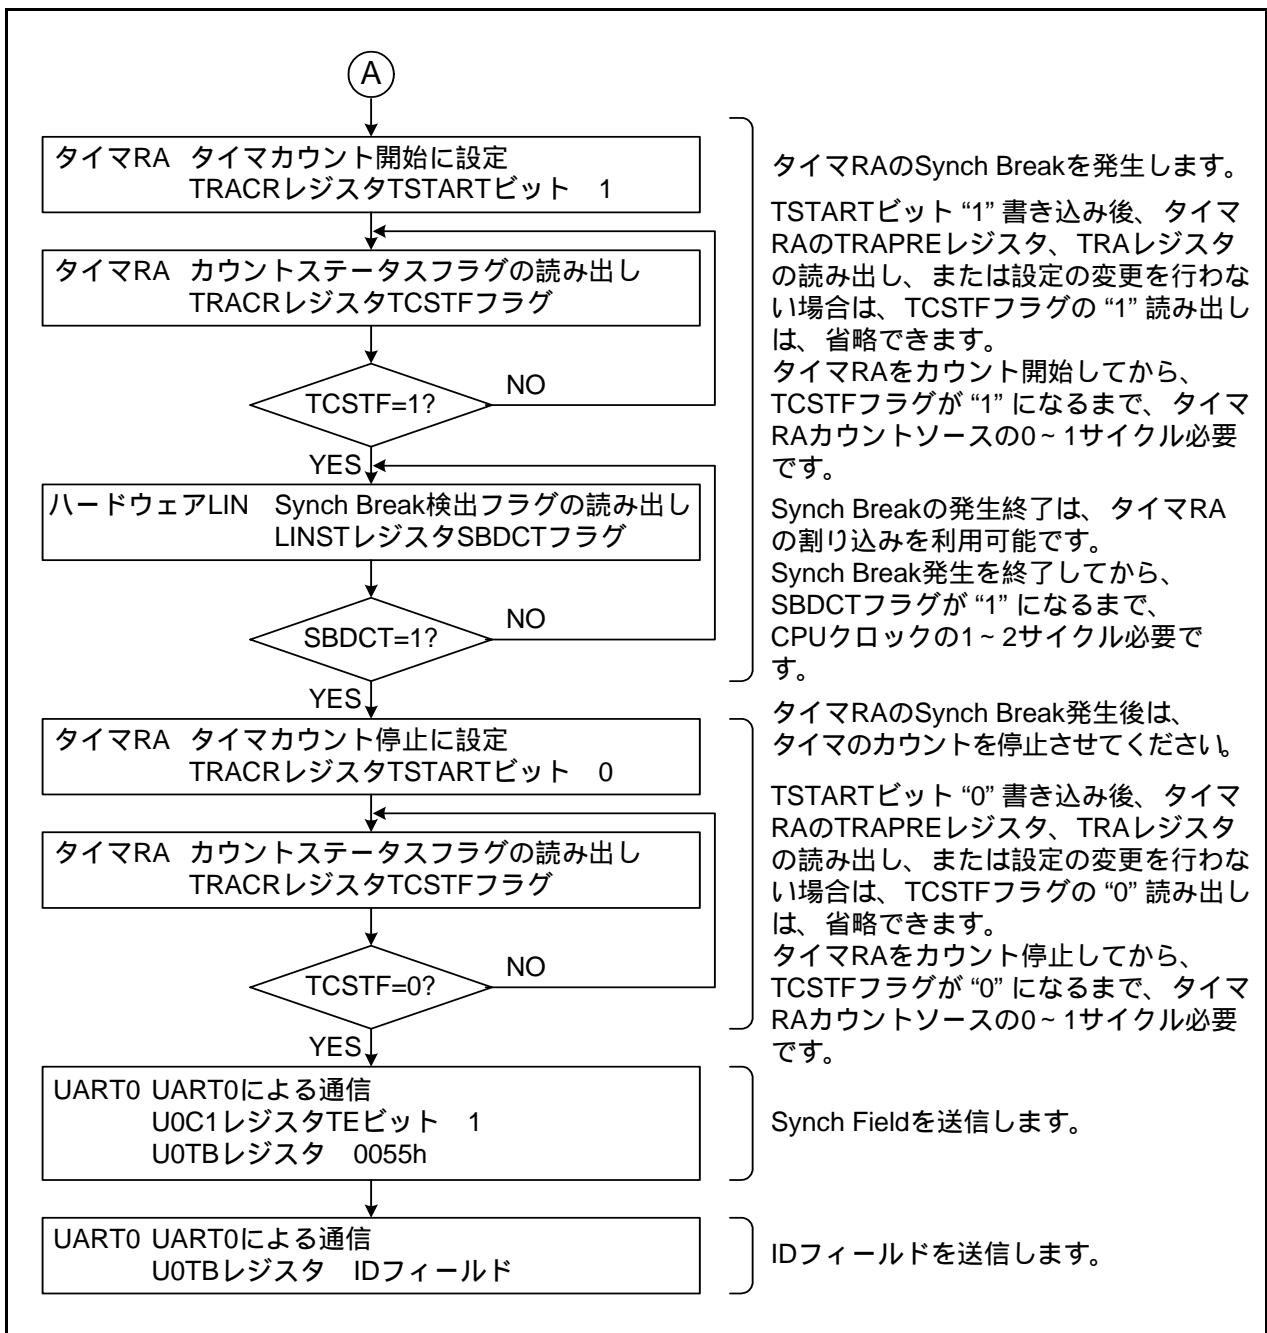 A
タイマRA タイマカウント開始に設定
TRACRレジスタTSTARTビット 1
タイマRA カウントステータスフラグの読み出し
TRACRレジスタTCSTFフラグ
TCSTF=1?
NO
YES
ハードウェアLIN Synch Break検出フラグの読み出し
LINSTレジスタSBDCTフラグ
SBDCT=1?
NO
YES
タイマRAのSynch Breakを発生します。
TSTARTビット “1” 書き込み後、タイマ
RAのTRAPREレジスタ、TRAレジスタ
の読み出し、または設定の変更を行わな
い場合は、TCSTFフラグの “1” 読み出し
は、省略できます。
タイマRAをカウント開始してから、
TCSTFフラグが “1” になるまで、タイマ
RAカウントソースの0~1サイクル必要
です。
Synch Breakの発生終了は、タイマRA
の割り込みを利用可能です。
Synch Break発生を終了してから、
SBDCTフラグが “1” になるまで、
CPUクロックの1~2サイクル必要で
す。
タイマRA タイマカウント停止に設定
TRACRレジスタTSTARTビット 0
タイマRA カウントステータスフラグの読み出し
TRACRレジスタTCSTFフラグ
TCSTF=0?
NO
YES
タイマRAのSynch Break発生後は、
タイマのカウントを停止させてください。
TSTARTビット “0” 書き込み後、タイマ
RAのTRAPREレジスタ、TRAレジスタ
の読み出し、または設定の変更を行わな
い場合は、TCSTFフラグの “0” 読み出し
は、省略できます。
タイマRAをカウント停止してから、
TCSTFフラグが “0” になるまで、タイマ
RAカウントソースの0~1サイクル必要
です。
UART0 UART0による通信
U0C1レジスタTEビット 1
U0TBレジスタ 0055h
Synch Fieldを送信します。
UART0 UART0による通信
U0TBレジスタ IDフィールド
IDフィールドを送信します。